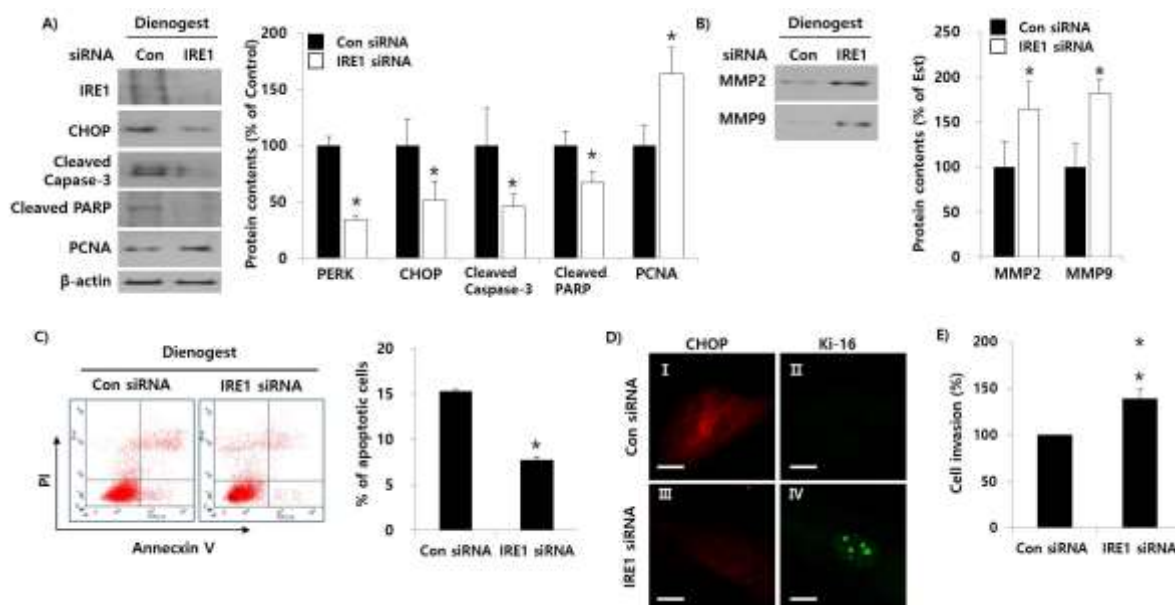 A)
Dienogest
siRNA Con IRE1
IRE1
CHOP
Cleaved
Capase-3
Cleaved PARP
PCNA
β-actin
Protein contents (% of Control)
200
150
100
50
0
Con siRNA
IRE1 siRNA
*
*
*
*
*
PERK CHOP Cleaved Caspase-3 Cleaved PARP PCNA
B)
Dienogest
siRNA Con IRE1
MMP2
MMP9
Protein contents (% of Est)
250
200
150
100
50
0
Con siRNA
IRE1 siRNA
* *
MMP2 MMP9
C)
Dienogest
Con siRNA IRE1 siRNA
PI
Annecxin V
% of apoptotic cells
20
15
10
5
0
*
Con siRNA IRE1 siRNA
D)
CHOP Ki-16
Con siRNA
I II
IRE1 siRNA
III IV
E)
Cell invasion (%)
200
150
100
50
0
*
*
Con siRNA IRE1 siRNA